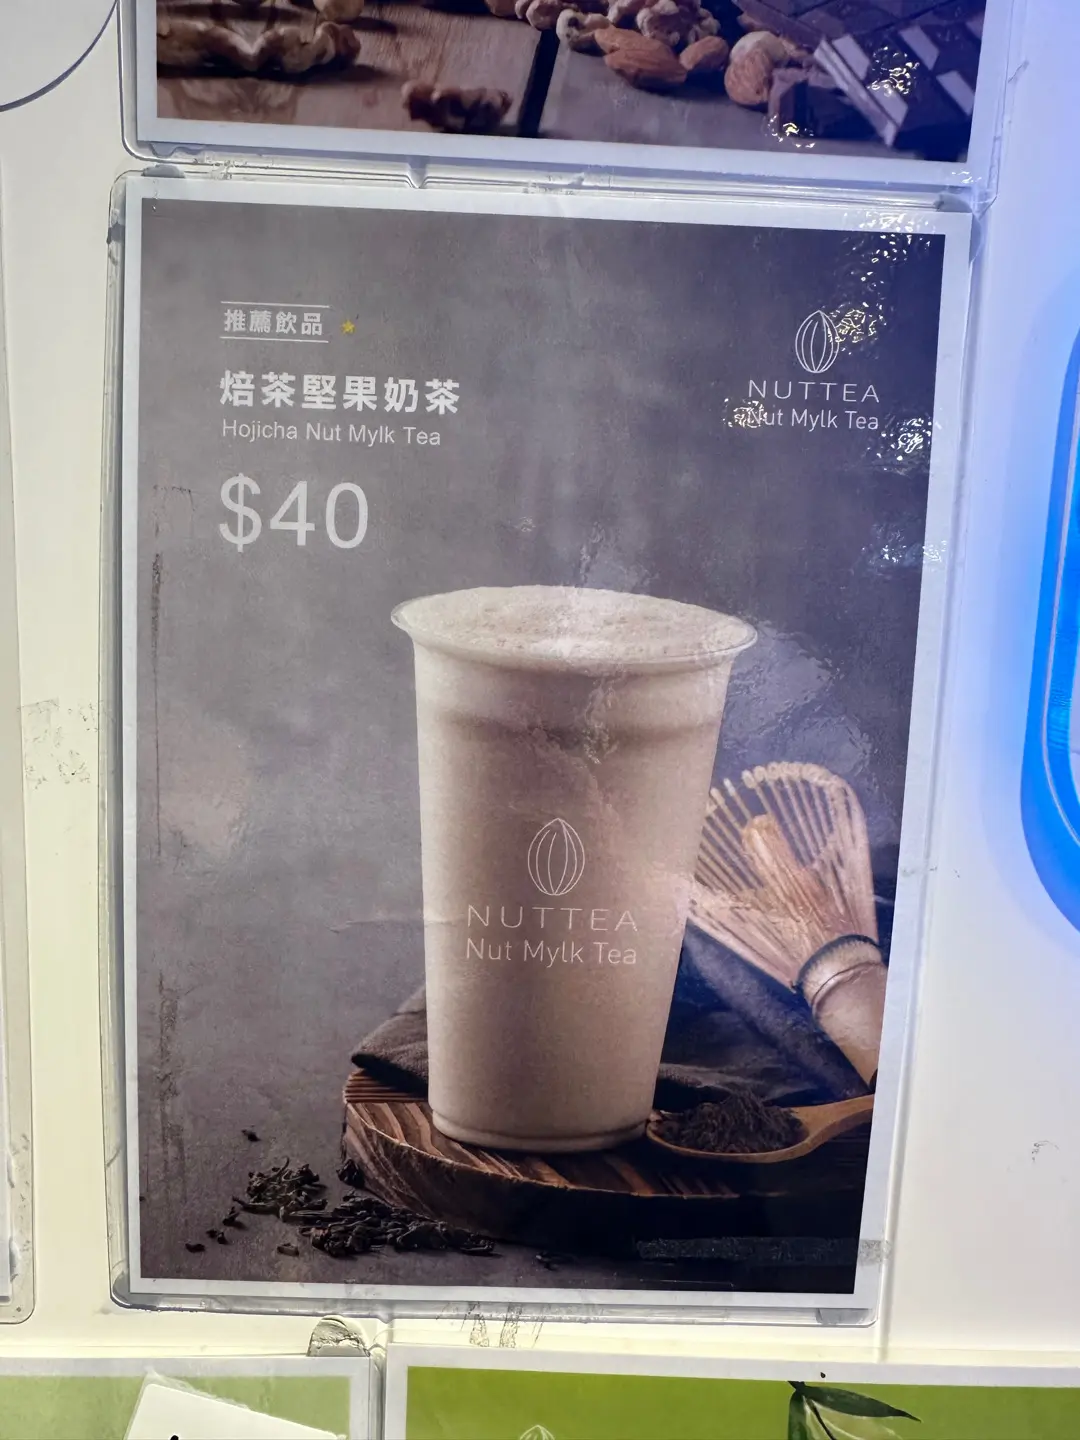 推薦飲品
焙茶堅果奶茶
Hojicha Nut Mylk Tea
$40
NUTTEA
Nut Mylk Tea
NUTTEA
Nut Mylk Tea